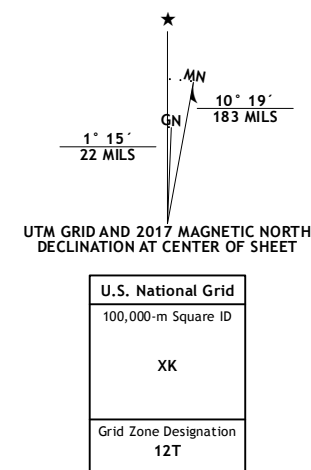 ★
MN
GN
10° 19´
183 MILS
1° 15´
22 MILS
UTM GRID AND 2017 MAGNETIC NORTH
DECLINATION AT CENTER OF SHEET
U.S. National Grid
100,000-m Square ID
XK
Grid Zone Designation
12T